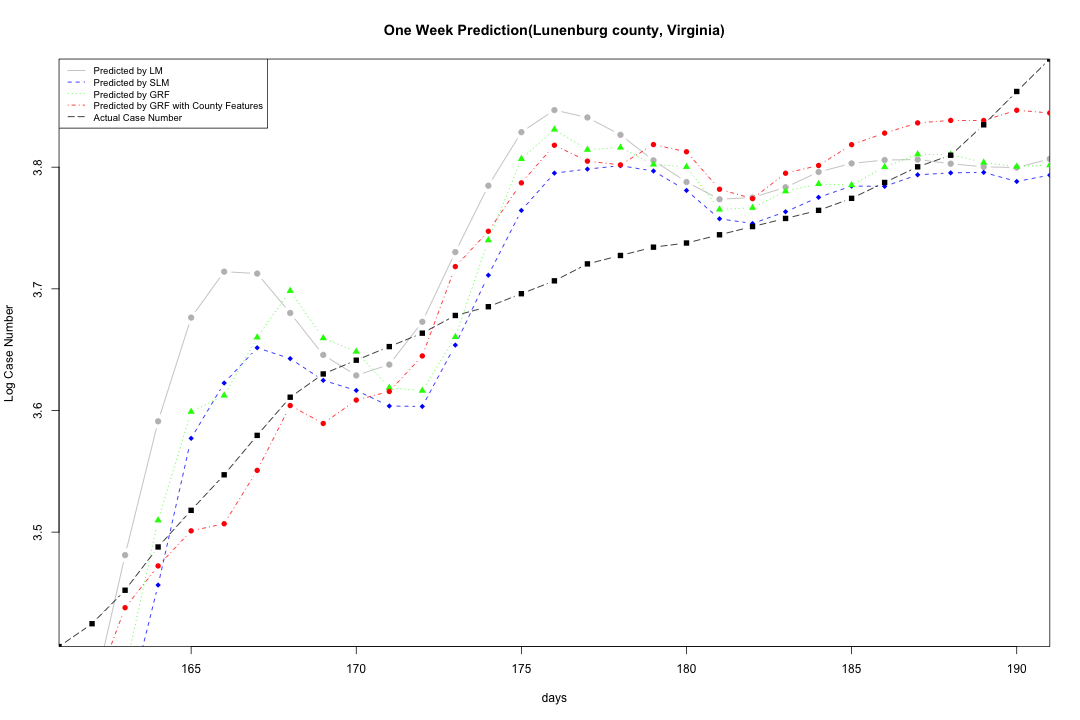 One Week Prediction(Lunenburg county, Virginia)
Predicted by LM
Predicted by SLM
Predicted by GRF
Predicted by GRF with County Features
Actual Case Number
3.8
3.7
3.6
3.5
Log Case Number
165 170 175 180 185 190
days